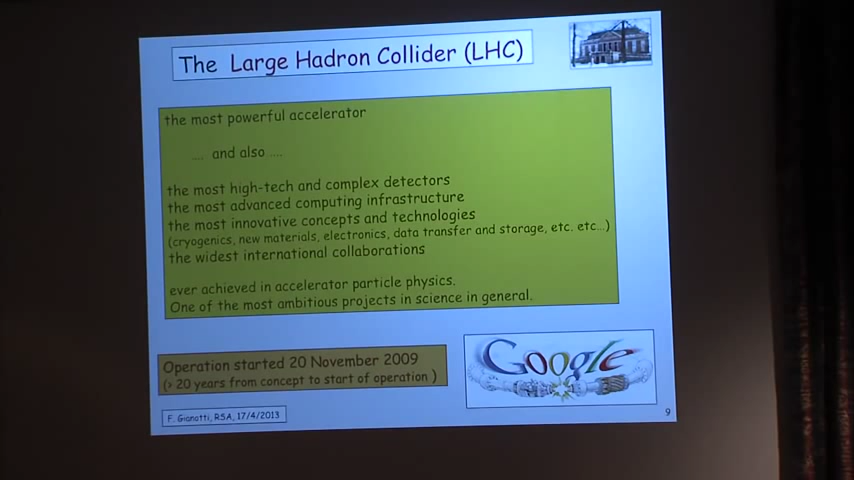 The Large Hadron Collider (LHC)
the most powerful accelerator
.... and also ....
the most high-tech and complex detectors
the most advanced computing infrastructure
the most innovative concepts and technologies
(cryogenics, new materials, electronics, data transfer and storage, etc. etc…)
the widest international collaborations
ever achieved in accelerator particle physics.
One of the most ambitious projects in science in general.
Operation started 20 November 2009
(> 20 years from concept to start of operation )
Google
F. Gianotti, RSA, 17/4/2013
9